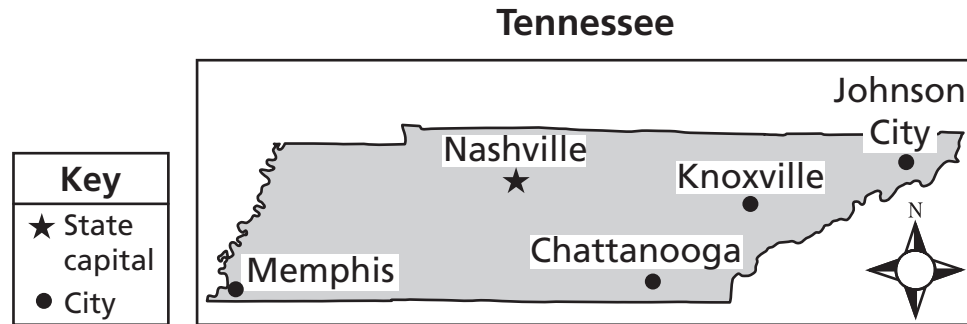 Tennessee
Johnson
City
Nashville
Knoxville
Chattanooga
Memphis
N
Key
State
capital
City